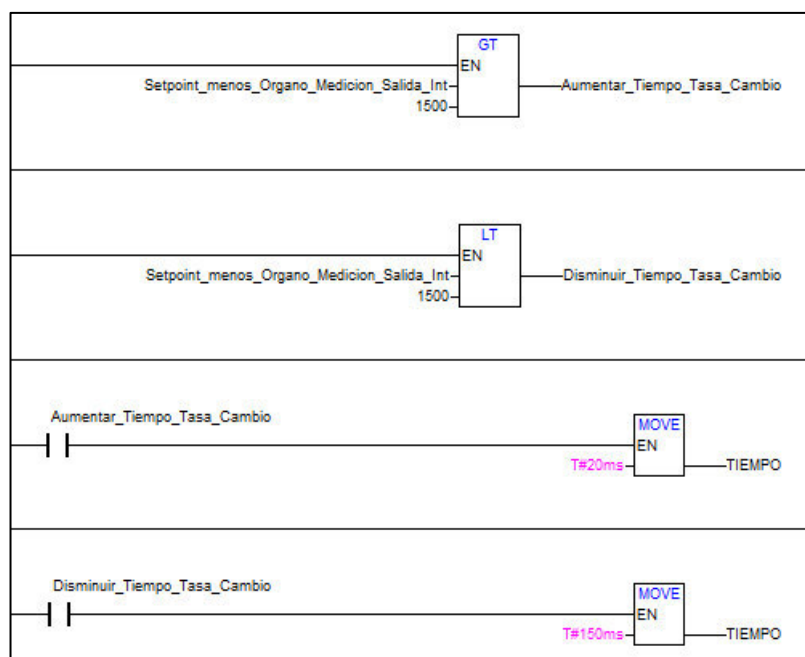 GT
EN
Setpoint_menos_Organo_Medicion_Salida_Int
Aumentar_Tiempo_Tasa_Cambio
1500
LT
EN
Setpoint_menos_Organo_Medicion_Salida_Int
Disminuir_Tiempo_Tasa_Cambio
1500
Aumentar_Tiempo_Tasa_Cambio
MOVE
EN
T#20ms
TIEMPO
Disminuir_Tiempo_Tasa_Cambio
MOVE
EN
T#150ms
TIEMPO